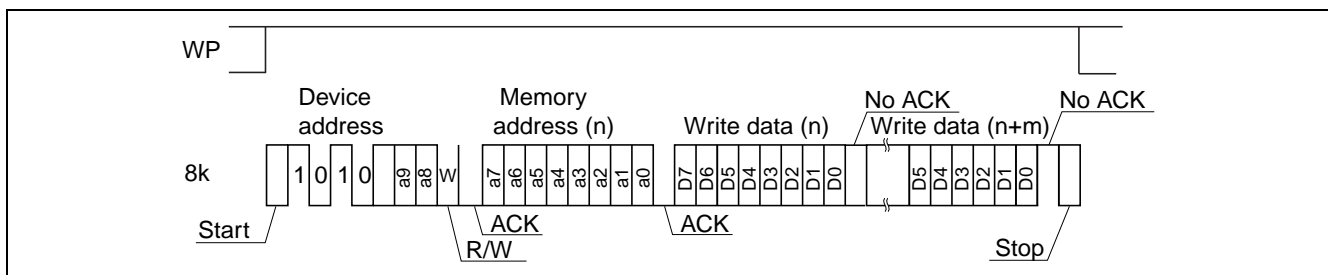 WP
Device
address
Memory
address (n)
Write data (n)
No ACK
Write data (n+m)
No ACK
8k
1 0 1 0 a9 a8 W a7 a6 a5 a4 a3 a2 a1 a0 D7 D6 D5 D4 D3 D2 D1 D0 D5 D4 D3 D2 D1 D0
Start
ACK
R/W
ACK
Stop